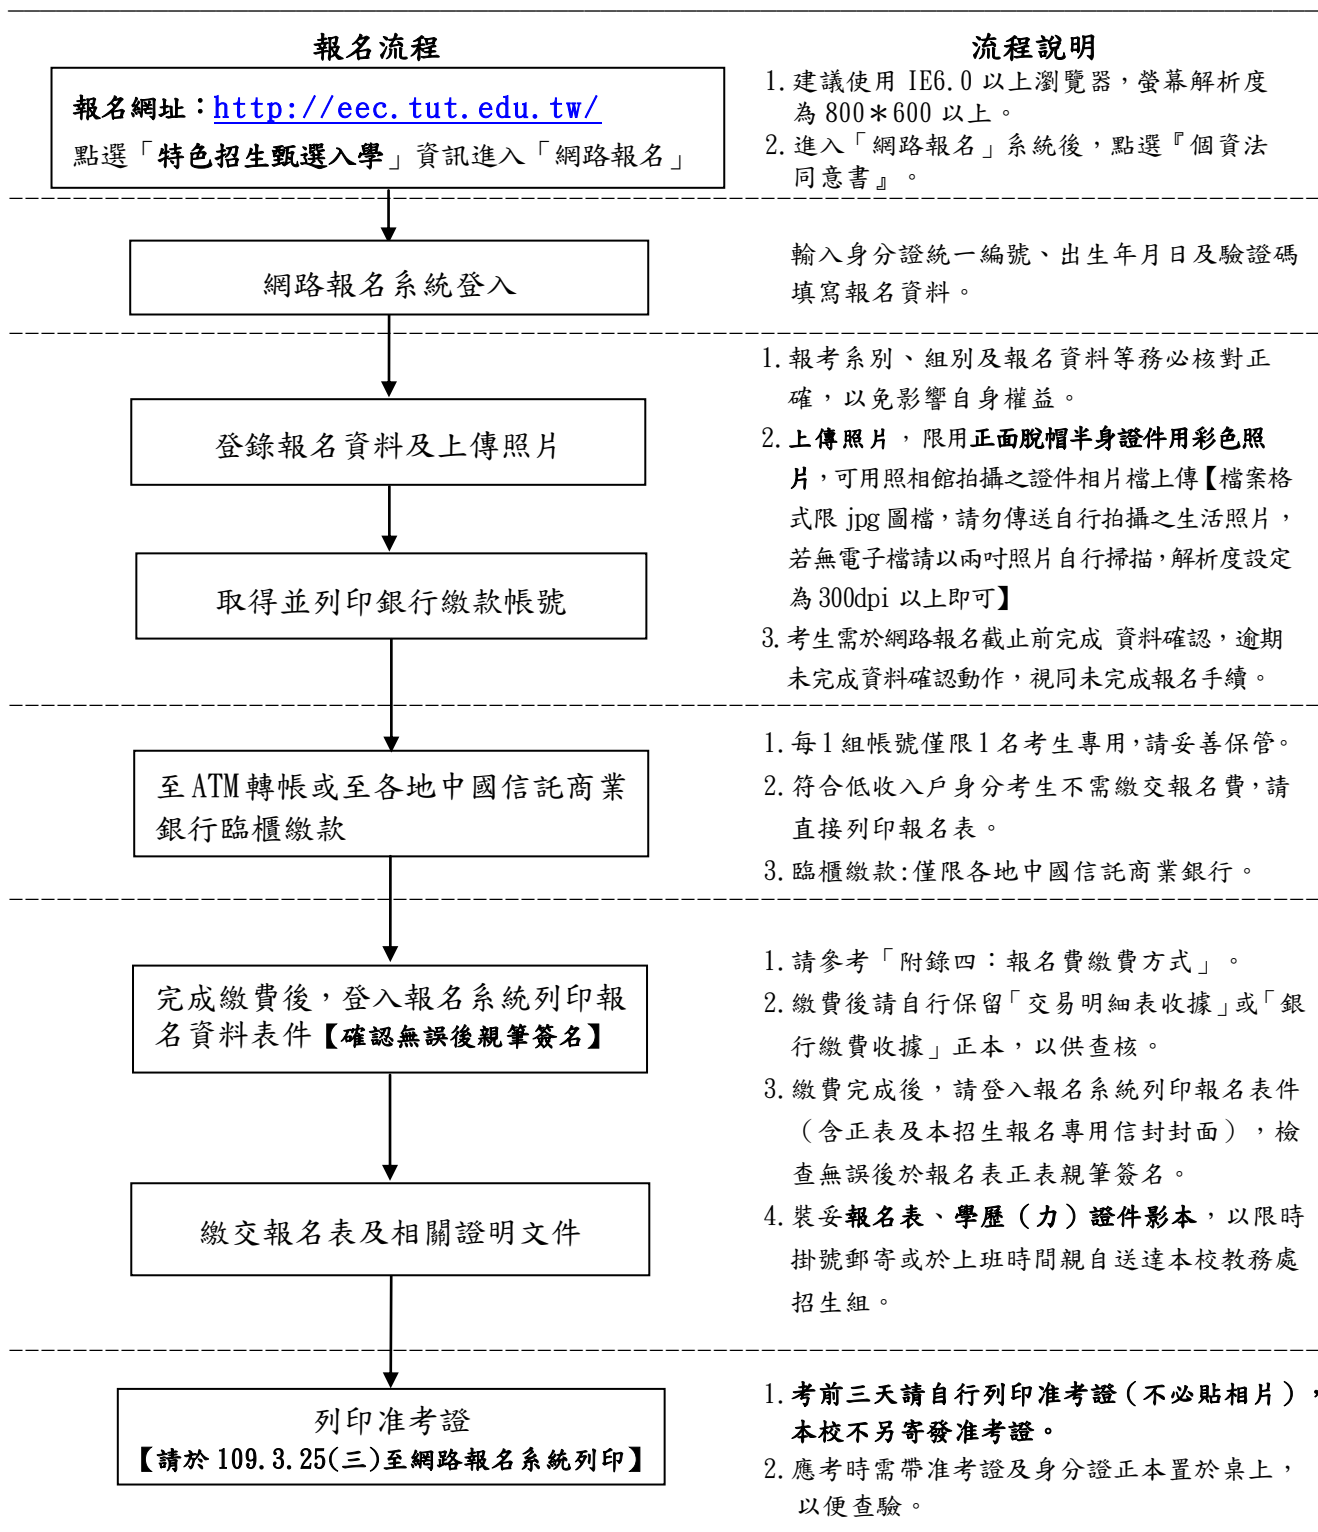 報名流程
流程說明
報名網址：http://eec.tut.edu.tw/
點選「特色招生甄選入學」資訊進入「網路報名」
1.建議使用 IE6.0 以上瀏覽器，螢幕解析度
為 800＊600 以上。
2.進入「網路報名」系統後，點選『個資法
同意書』。
網路報名系統登入
輸入身分證統一編號、出生年月日及驗證碼
填寫報名資料。
登錄報名資料及上傳照片
取得並列印銀行繳款帳號
1.報考系別、組別及報名資料等務必核對正
確，以免影響自身權益。
2.上傳照片，限用正面脫帽半身證件用彩色照
片，可用照相館拍攝之證件相片檔上傳【檔案格
式限 jpg 圖檔，請勿傳送自行拍攝之生活照片，
若無電子檔請以兩吋照片自行掃描，解析度設定
為 300dpi 以上即可】
3.考生需於網路報名截止前完成 資料確認，逾期
未完成資料確認動作，視同未完成報名手續。
至 ATM 轉帳或至各地中國信託商業
銀行臨櫃繳款
1.每 1 組帳號僅限 1 名考生專用，請妥善保管。
2.符合低收入戶身分考生不需繳交報名費，請
直接列印報名表。
3.臨櫃繳款:僅限各地中國信託商業銀行。
完成繳費後，登入報名系統列印報
名資料表件【確認無誤後親筆簽名】
繳交報名表及相關證明文件
1.請參考「附錄四：報名費繳費方式」。
2.繳費後請自行保留「交易明細表收據」或「銀
行繳費收據」正本，以供查核。
3.繳費完成後，請登入報名系統列印報名表件
（含正表及本招生報名專用信封封面），檢
查無誤後於報名表正表親筆簽名。
4.裝妥報名表、學歷（力）證件影本，以限時
掛號郵寄或於上班時間親自送達本校教務處
招生組。
列印准考證
【請於 109.3.25(三)至網路報名系統列印】
1.考前三天請自行列印准考證（不必貼相片），
本校不另寄發准考證。
2.應考時需帶准考證及身分證正本置於桌上，
以便查驗。